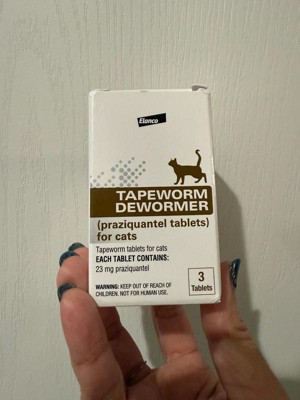 Elanco
TAPEWORM
DEWORMER
(praziquantel tablets)
for cats
Tapeworm tablets for cats
EACH TABLET CONTAINS:
23 mg praziquantel
WARNING: KEEP OUT OF REACH OF
CHILDREN. NOT FOR HUMAN USE.
3
Tablets